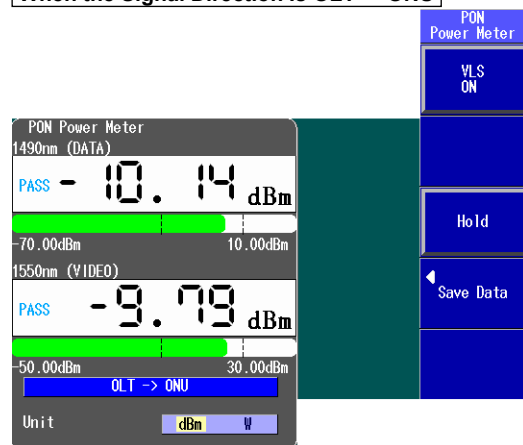 When the Signal Direction is OLT -> ONU
PON
Power Meter
VLS
ON
Hold
Save Data
PON Power Meter
1490nm (DATA)
PASS -10.14 dBm
-70.00dBm 10.00dBm
1550nm (VIDEO)
PASS -9.79 dBm
-50.00dBm 30.00dBm
OLT -> ONU
Unit dBm W